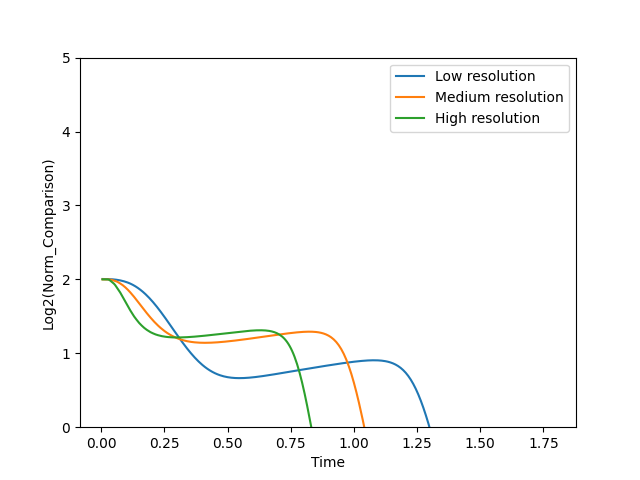 5
4
3
2
1
0
Log2(Norm_Comparison)
Low resolution
Medium resolution
High resolution
0.00 0.25 0.50 0.75 1.00 1.25 1.50 1.75
Time